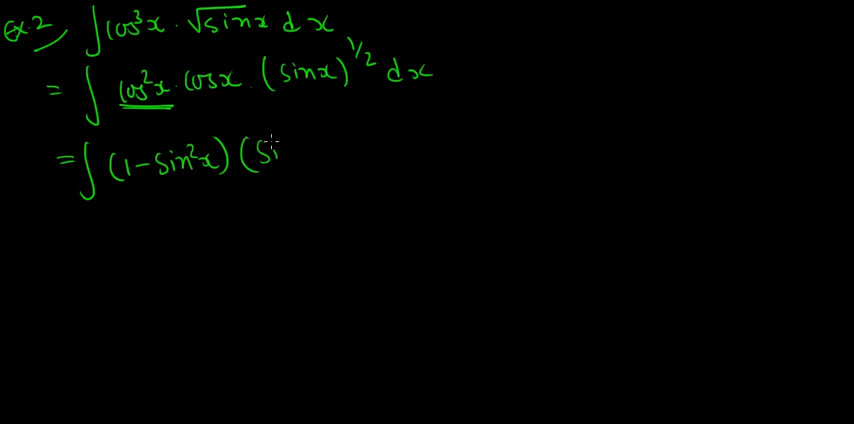 Ex.2, ∫ cos³x · √sinx dx
= ∫ cos²x · cosx · (sinx)^1/2 dx
= ∫ (1 - sin²x) (si